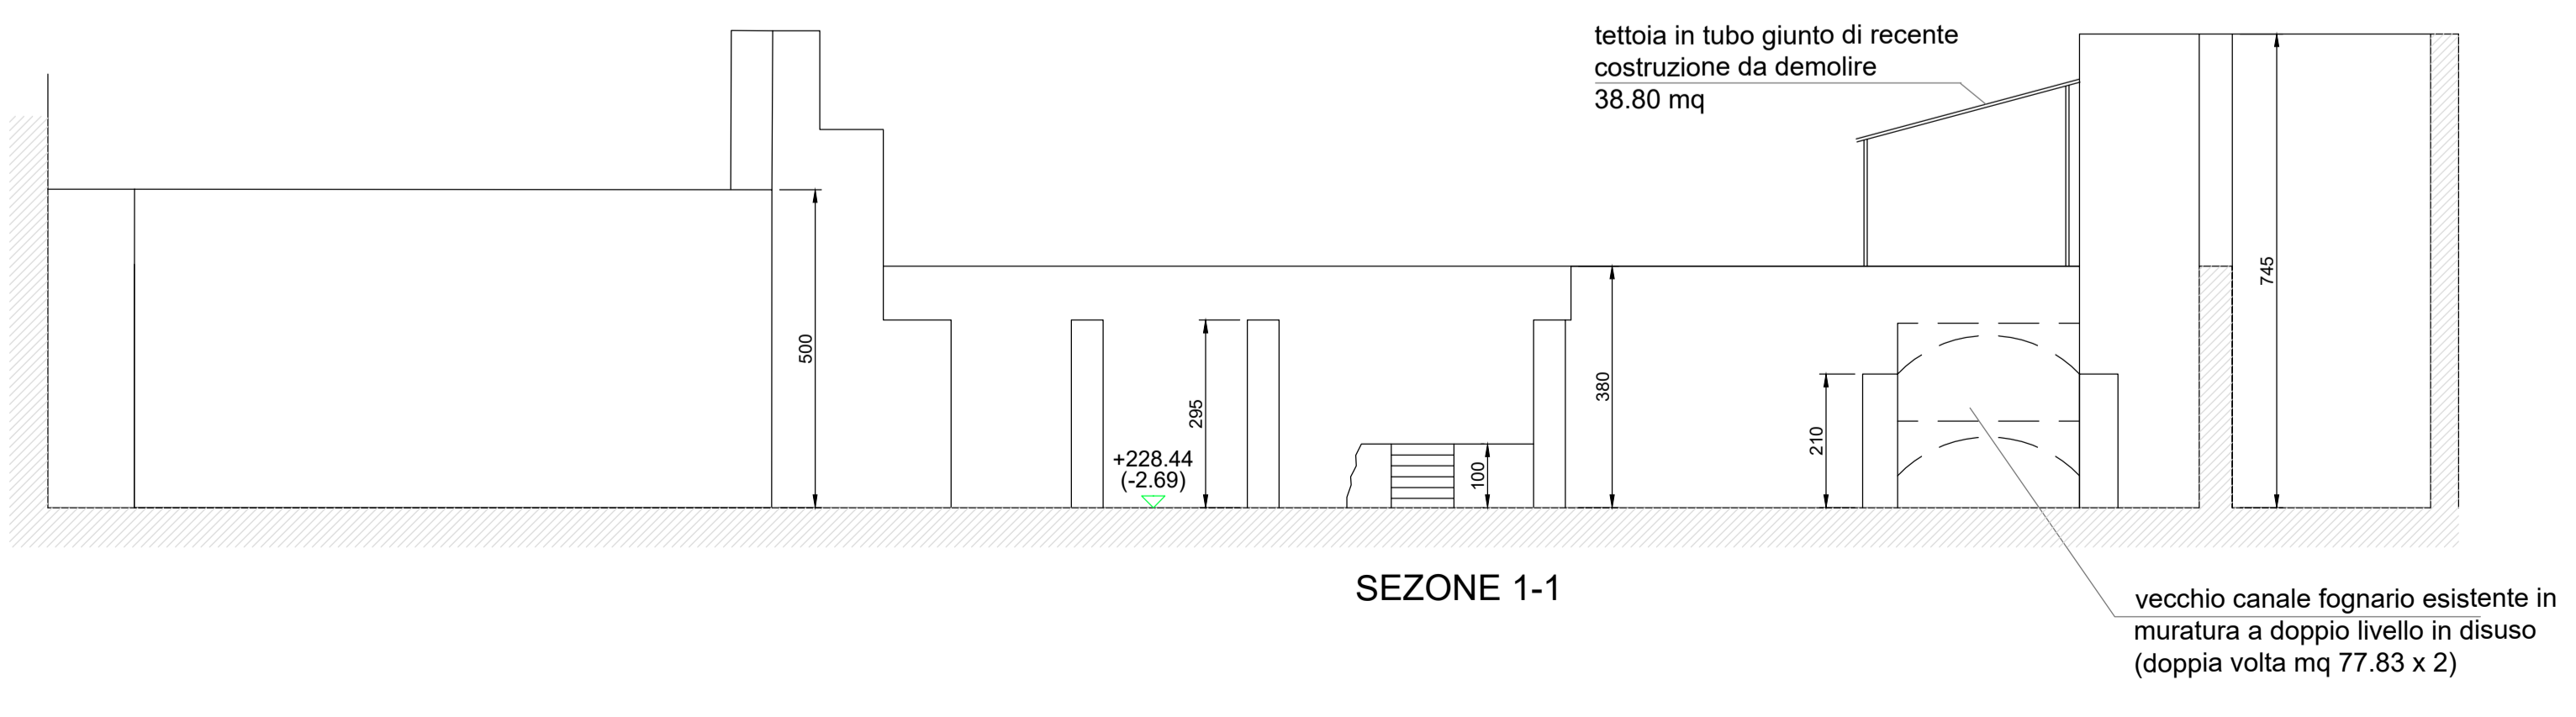 tettoia in tubo giunto di recente
costruzione da demolire
38.80 mq
500
+228.44
(-2.69)
295
100
380
210
745
SEZONE 1-1
vecchio canale fognario esistente in
muratura a doppio livello in disuso
(doppia volta mq 77.83 x 2)